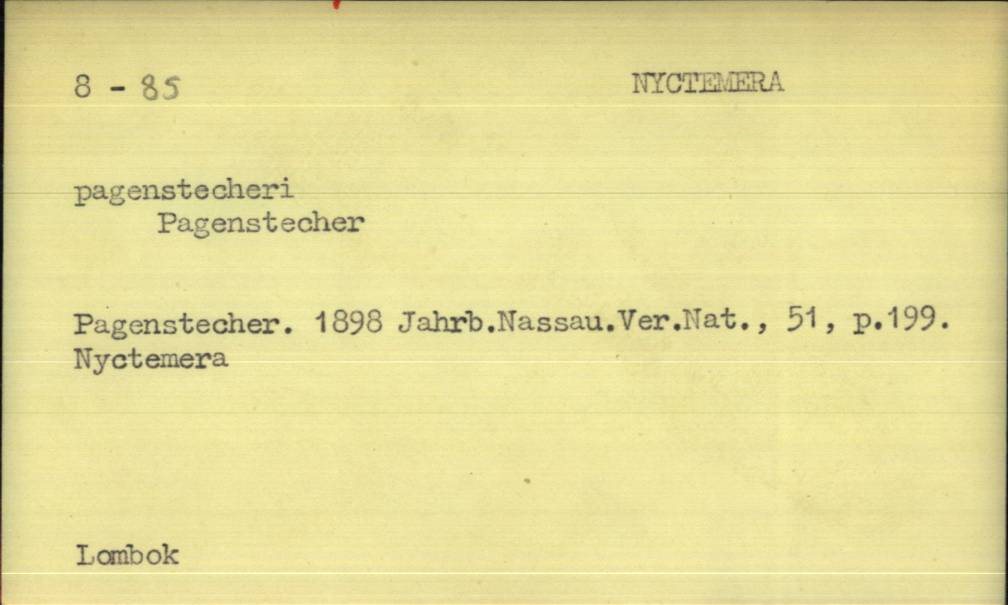 8 - 85
NYCTEMERA
pagenstecheri
Pagenstecher
Pagenstecher. 1898 Jahrb.Nassau.Ver.Nat., 51, p.199.
Nyctemera
Lombok